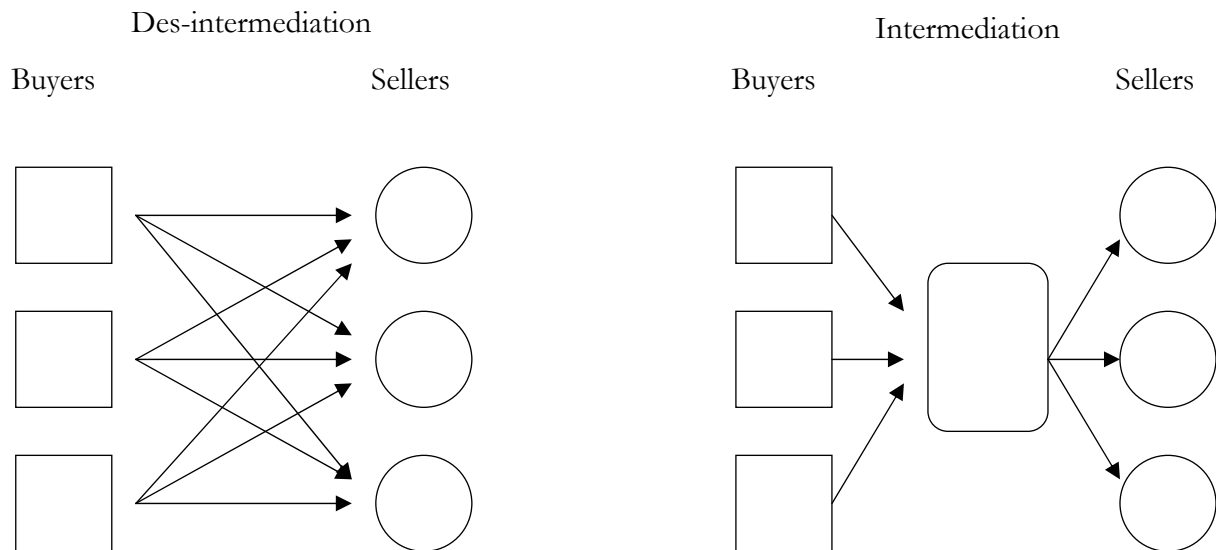 Des-intermediation
Intermediation
Buyers
Sellers
Buyers
Sellers